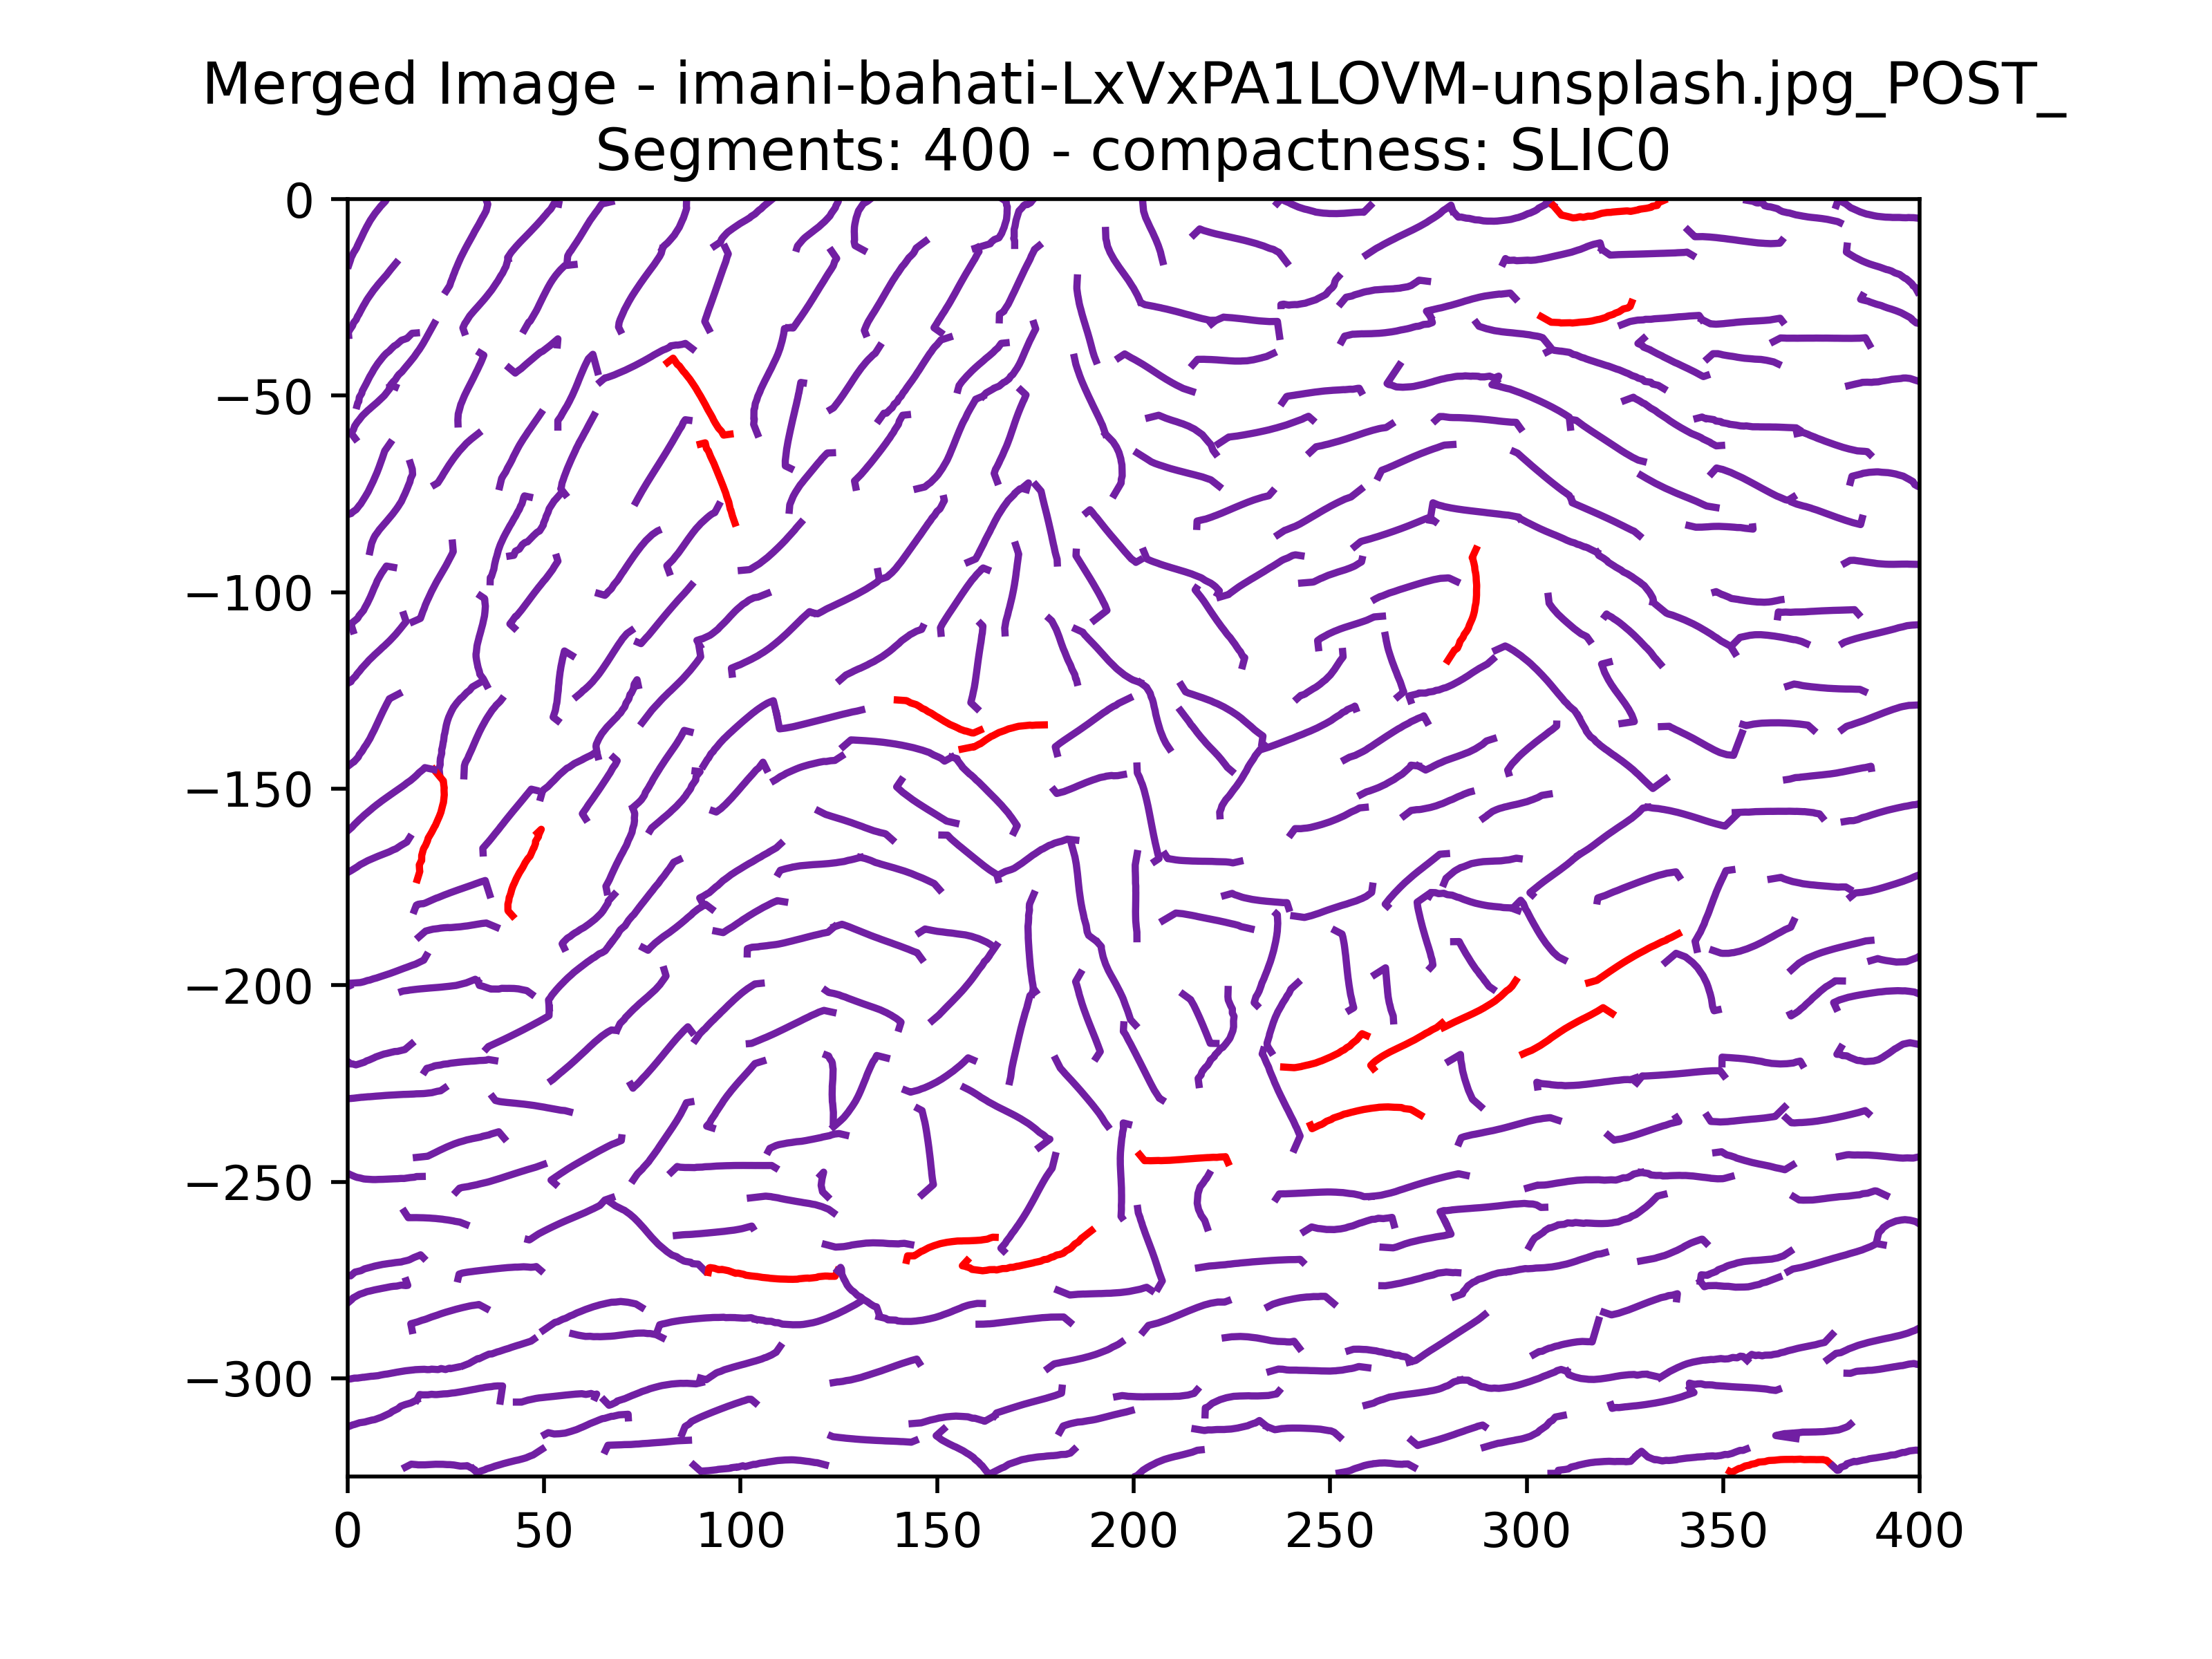 Merged Image - imani-bahati-LxVxPA1LOVM-unsplash.jpg_POST_
Segments: 400 - compactness: SLIC0
0
−50
−100
−150
−200
−250
−300
0 50 100 150 200 250 300 350 400